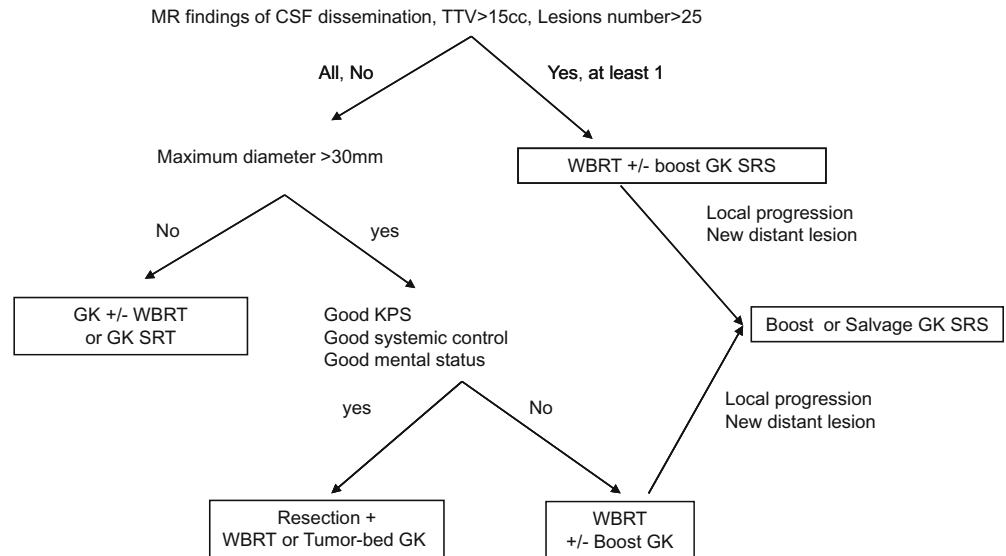 MR findings of CSF dissemination, TTV>15cc, Lesions number>25
All, No
Yes, at least 1
Maximum diameter >30mm
WBRT +/- boost GK SRS
Local progression
New distant lesion
No
yes
GK +/- WBRT
or GK SRT
Good KPS
Good systemic control
Good mental status
Boost or Salvage GK SRS
yes
No
Local progression
New distant lesion
Resection +
WBRT or Tumor-bed GK
WBRT
+/- Boost GK